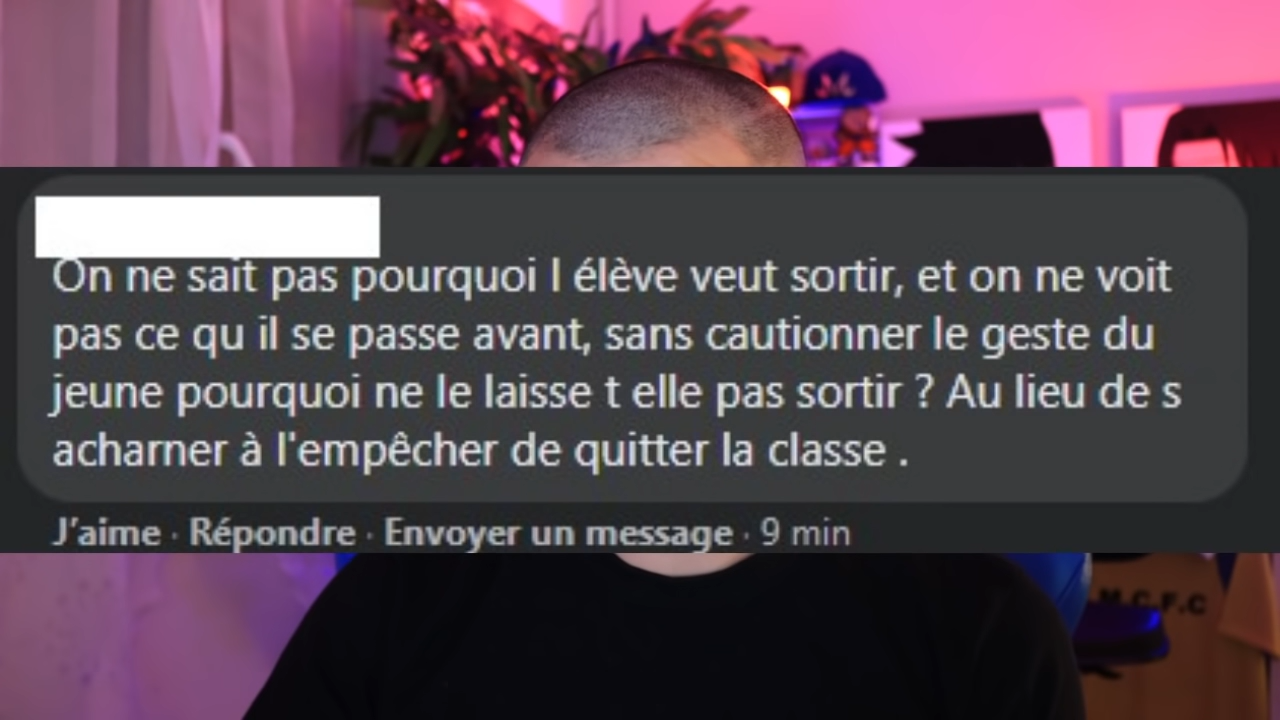 On ne sait pas pourquoi l élève veut sortir, et on ne voit
pas ce qu il se passe avant, sans cautionner le geste du
jeune pourquoi ne le laisse t elle pas sortir ? Au lieu de s
acharner à l'empêcher de quitter la classe .
J'aime · Répondre · Envoyer un message · 9 min
M.C.F.C